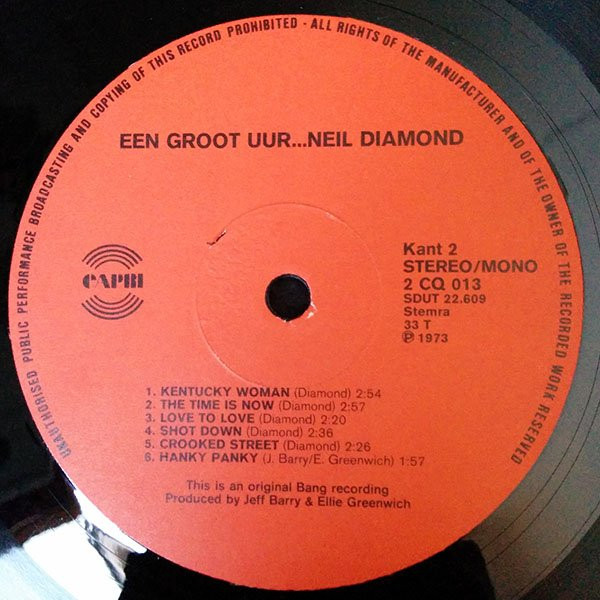 UNAUTHORISED PUBLIC PERFORMANCE BROADCASTING AND COPYING OF THIS RECORD PROHIBITED - ALL RIGHTS OF THE MANUFACTURER AND OF THE OWNER OF THE RECORDED WORK RESERVED
EEN GROOT UUR...NEIL DIAMOND
CAPRI
Kant 2
STEREO/MONO
2 CQ 013
SDUT 22.609
Stemra
33 T
℗ 1973
1. KENTUCKY WOMAN (Diamond) 2:54
2. THE TIME IS NOW (Diamond) 2:57
3. LOVE TO LOVE (Diamond) 2:20
4. SHOT DOWN (Diamond) 2:36
5. CROOKED STREET (Diamond) 2:26
6. HANKY PANKY (J. Barry/E. Greenwich) 1:57
This is an original Bang recording
Produced by Jeff Barry & Ellie Greenwich